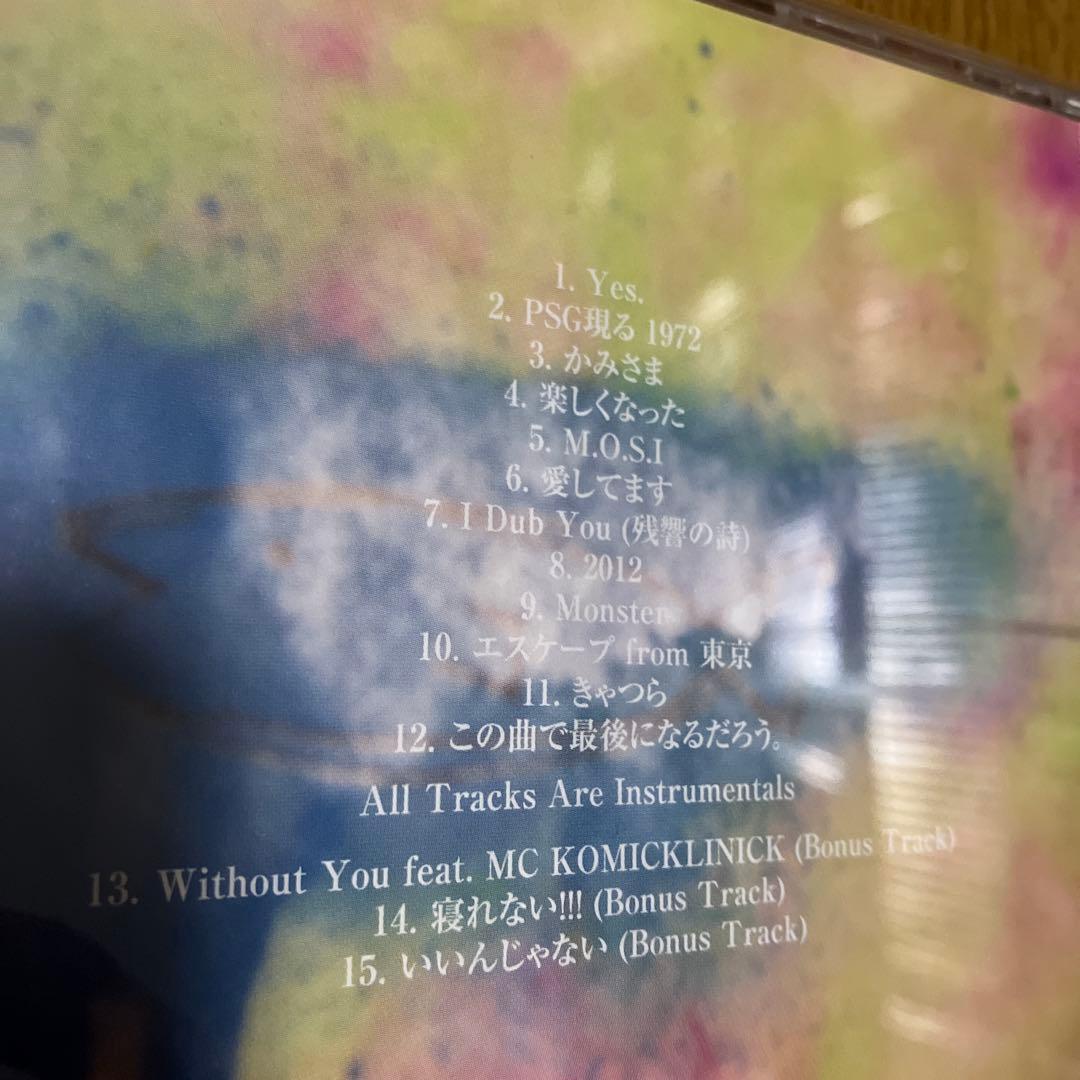 1. Yes.
2. PSG現る 1972
3. かみさま
4. 楽しくなった
5. M.O.S.I
6. 愛してます
7. I Dub You (残響の詩)
8. 2012
9. Monster
10. エスケープ from 東京
11. きゃつら
12. この曲で最後になるだろう。
All Tracks Are Instrumentals
13. Without You feat. MC KOMICKLINICK (Bonus Track)
14. 寝れない!!! (Bonus Track)
15. いいんじゃない (Bonus Track)